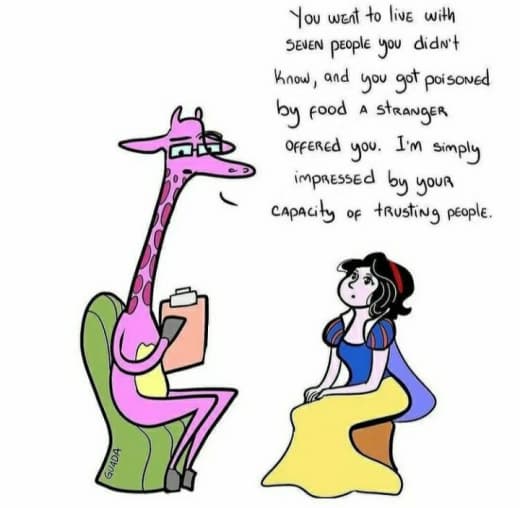 You went to live with
seven people you didn't
know, and you got poisoned
by food a stranger
offered you. I'm simply
impressed by your
capacity of trusting people.
GUADA